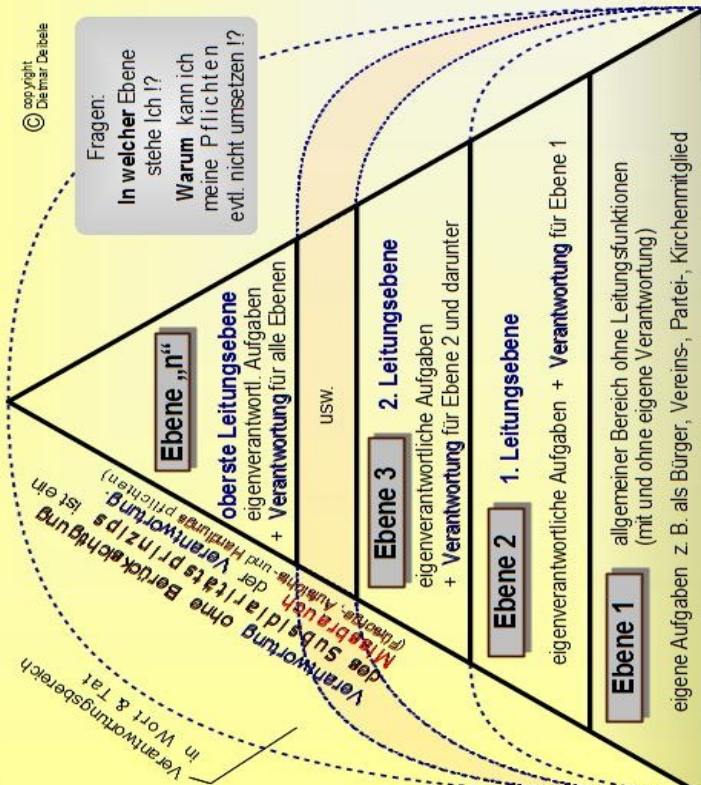 © copyright
Dietmar Deibele
Fragen:
In welcher Ebene
stehe Ich !?
Warum kann ich
meine Pflichten
evtl. nicht umsetzen !?
Verantwortungsbereich
in Wort & Tat
Verantwortung ohne Berücksichtigung
des Subsidiaritätsprinzips ist ein
Missbrauch der Verantwortung.
(Fürsorge-, Aufsichts- und Handlungspflichten)
Ebene „n"
oberste Leitungsebene
eigenverantwortl. Aufgaben
+ Verantwortung für alle Ebenen
usw.
Ebene 3 2. Leitungsebene
eigenverantwortliche Aufgaben
+ Verantwortung für Ebene 2 und darunter
Ebene 2 1. Leitungsebene
eigenverantwortliche Aufgaben + Verantwortung für Ebene 1
Ebene 1 allgemeiner Bereich ohne Leitungsfunktionen
(mit und ohne eigene Verantwortung)
eigene Aufgaben z. B. als Bürger, Vereins-, Partei-, Kirchenmitglied